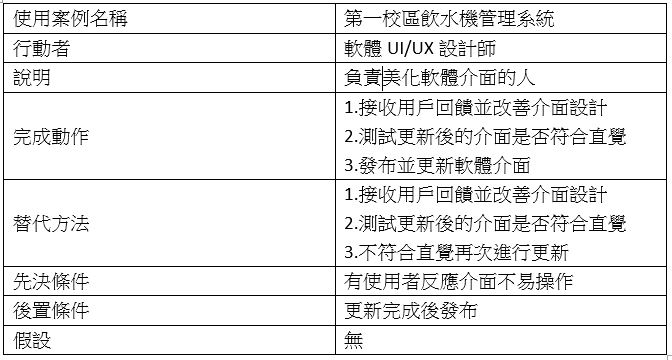 使用案例名稱 第一校區飲水機管理系統
行動者 軟體 UI/UX 設計師
說明 負責美化軟體介面的人
完成動作 1.接收用戶回饋並改善介面設計
2.測試更新後的介面是否符合直覺
3.發布並更新軟體介面
替代方法 1.接收用戶回饋並改善介面設計
2.測試更新後的介面是否符合直覺
3.不符合直覺再次進行更新
先決條件 有使用者反應介面不易操作
後置條件 更新完成後發布
假設 無